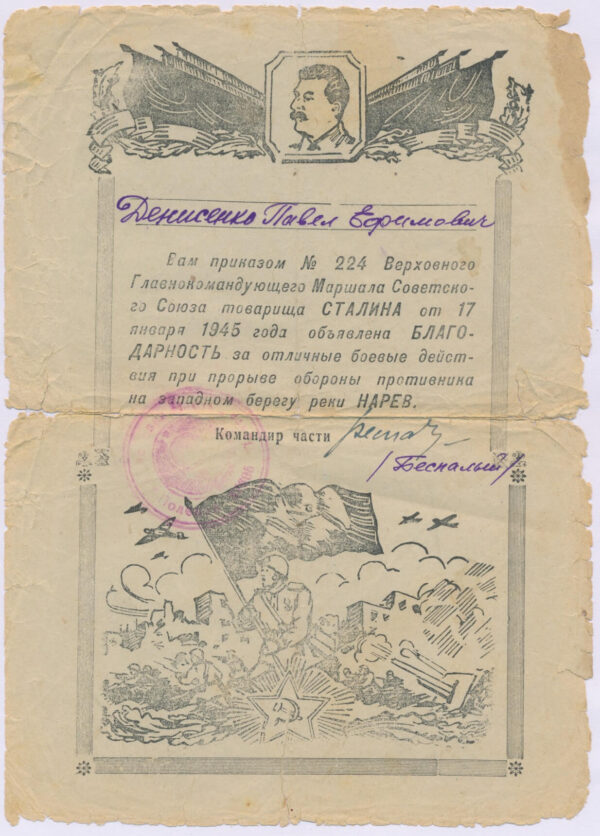 Денисенко Павел Ефимович
Вам приказом № 224 Верховного
Главнокомандующего Маршала Советско-
го Союза товарища СТАЛИНА от 17
января 1945 года объявлена БЛАГО-
ДАРНОСТЬ за отличные боевые дейст-
вия при прорыве обороны противника
на западном берегу реки НАРЕВ.
Командир части
/Беспалый/